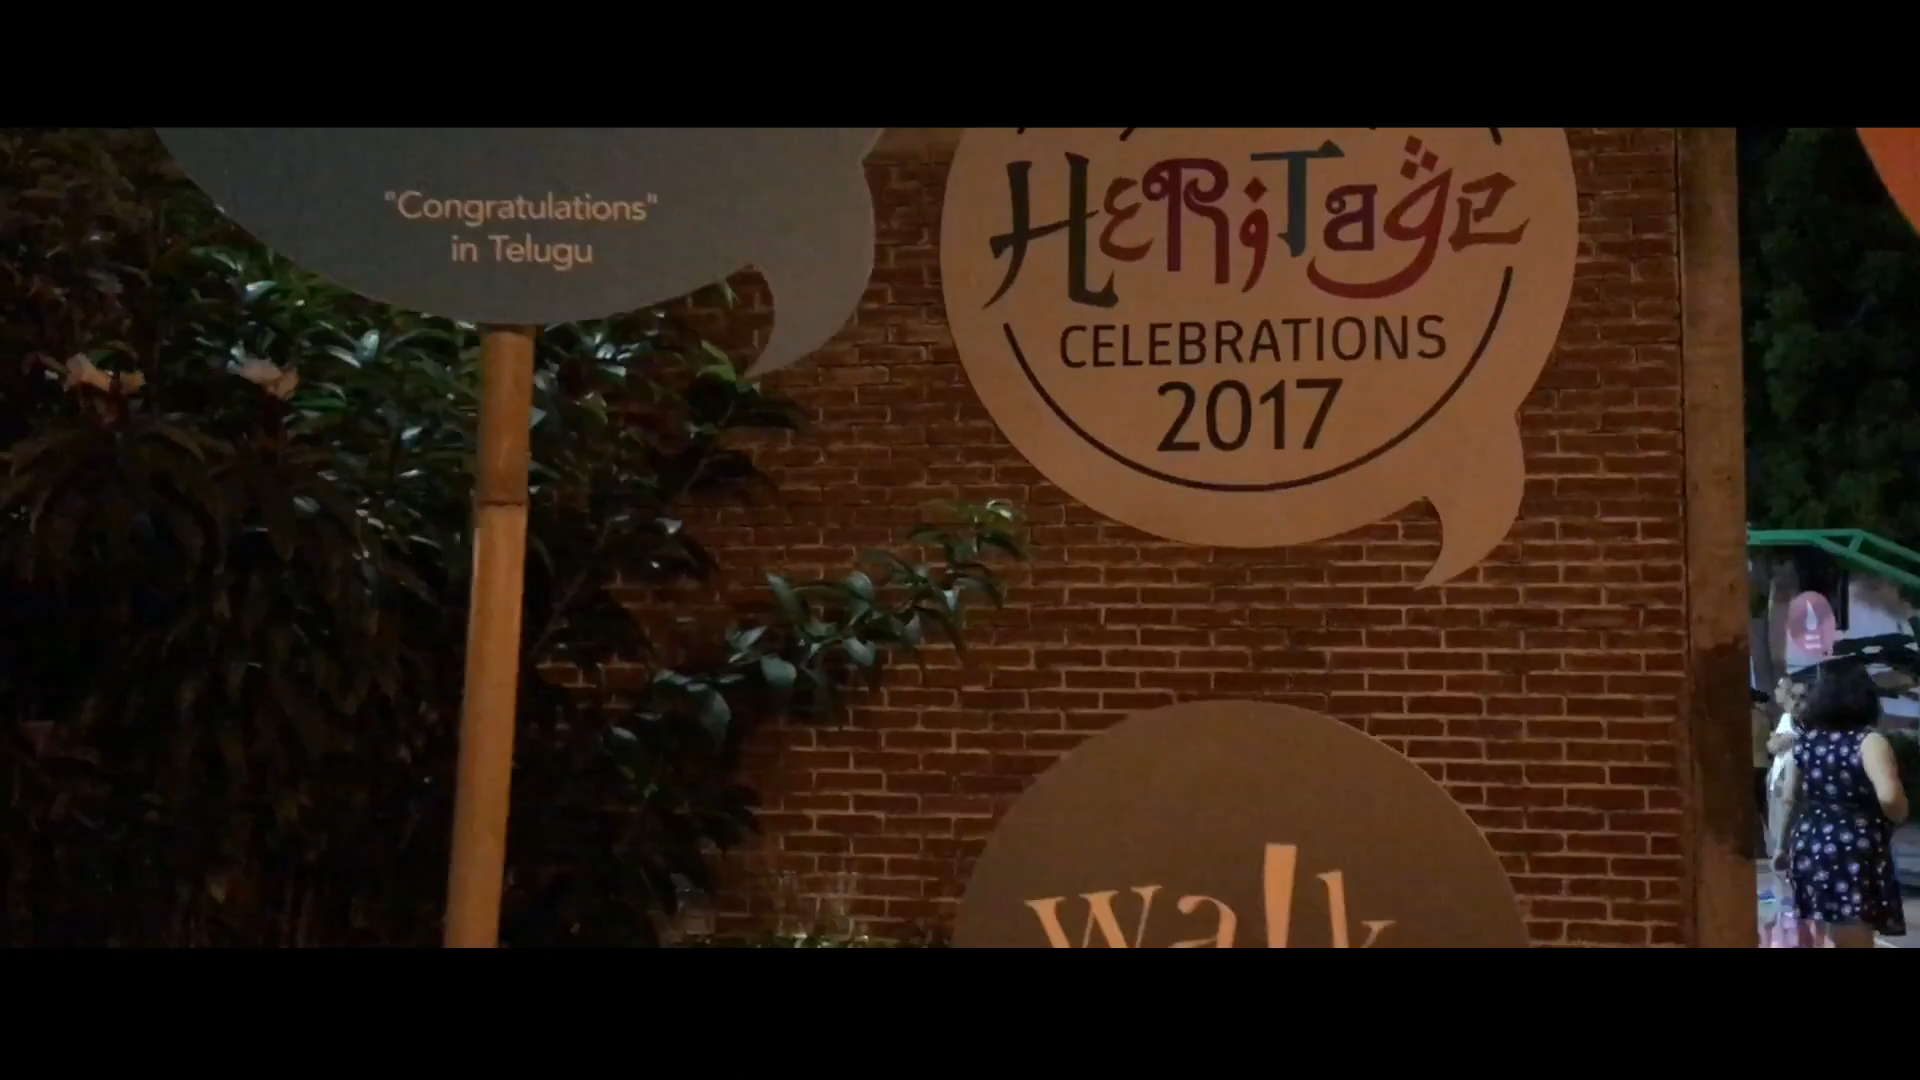 "Congratulations"
in Telugu
HeRiTage
CELEBRATIONS
2017
walk